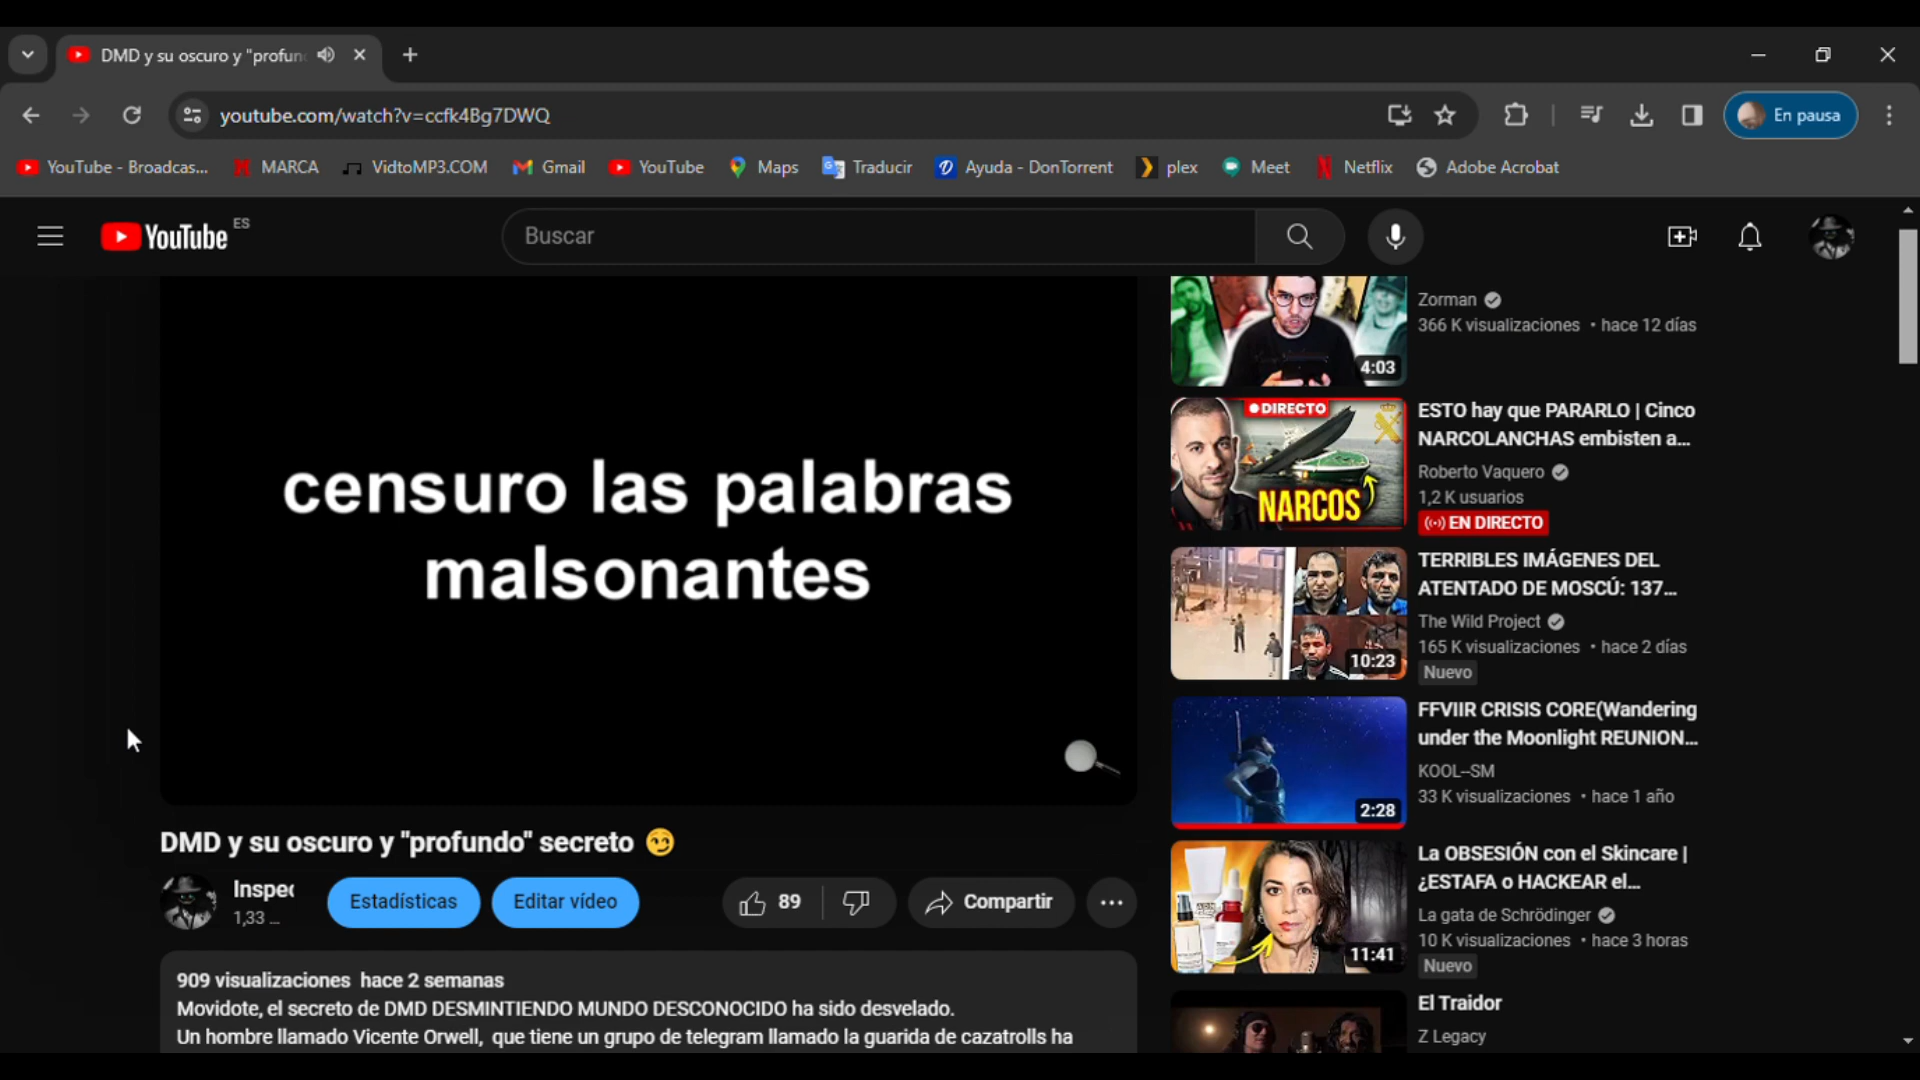 DMD y su oscuro y "profun
youtube.com/watch?v=ccfk4Bg7DWQ
En pausa
YouTube - Broadcas...
MARCA
VidtoMP3.COM
Gmail
YouTube
Maps
Traducir
Ayuda - DonTorrent
plex
Meet
Netflix
Adobe Acrobat
YouTube ES
Buscar
censuro las palabras
malsonantes
DMD y su oscuro y "profundo" secreto 😏
Inspec
1,33 ...
Estadísticas
Editar vídeo
89
Compartir
909 visualizaciones hace 2 semanas
Movidote, el secreto de DMD DESMINTIENDO MUNDO DESCONOCIDO ha sido desvelado.
Un hombre llamado Vicente Orwell, que tiene un grupo de telegram llamado la guarida de cazatrolls ha
4:03
Zorman
366 K visualizaciones • hace 12 días
DIRECTO
NARCOS
ESTO hay que PARARLO | Cinco
NARCOLANCHAS embisten a...
Roberto Vaquero
1,2 K usuarios
EN DIRECTO
10:23
TERRIBLES IMÁGENES DEL
ATENTADO DE MOSCÚ: 137...
The Wild Project
165 K visualizaciones • hace 2 días
Nuevo
2:28
FFVIIR CRISIS CORE(Wandering
under the Moonlight REUNION...
KOOL--SM
33 K visualizaciones • hace 1 año
11:41
La OBSESIÓN con el Skincare |
¿ESTAFA o HACKEAR el...
La gata de Schrödinger
10 K visualizaciones • hace 3 horas
Nuevo
El Traidor
Z Legacy